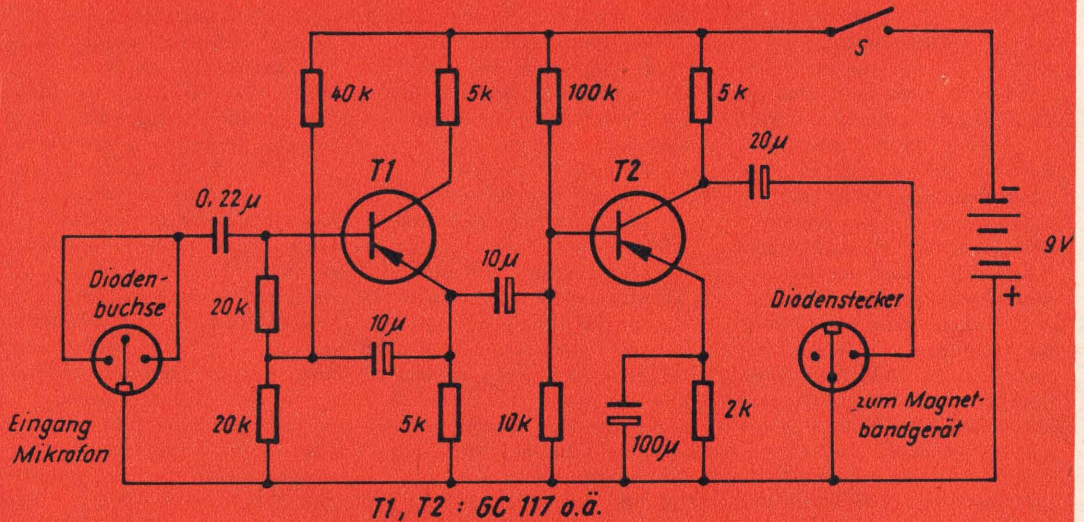 S
40k
5k
100k
5k
T1
T2
20μ
0,22μ
-
9V
+
10μ
Dioden-
buchse
20k
10μ
Diodenstecker
20k
5k
10k
100μ
2k
Eingang
Mikrofon
zum Magnet-
bandgerät
T1, T2 : GC 117 o.ä.